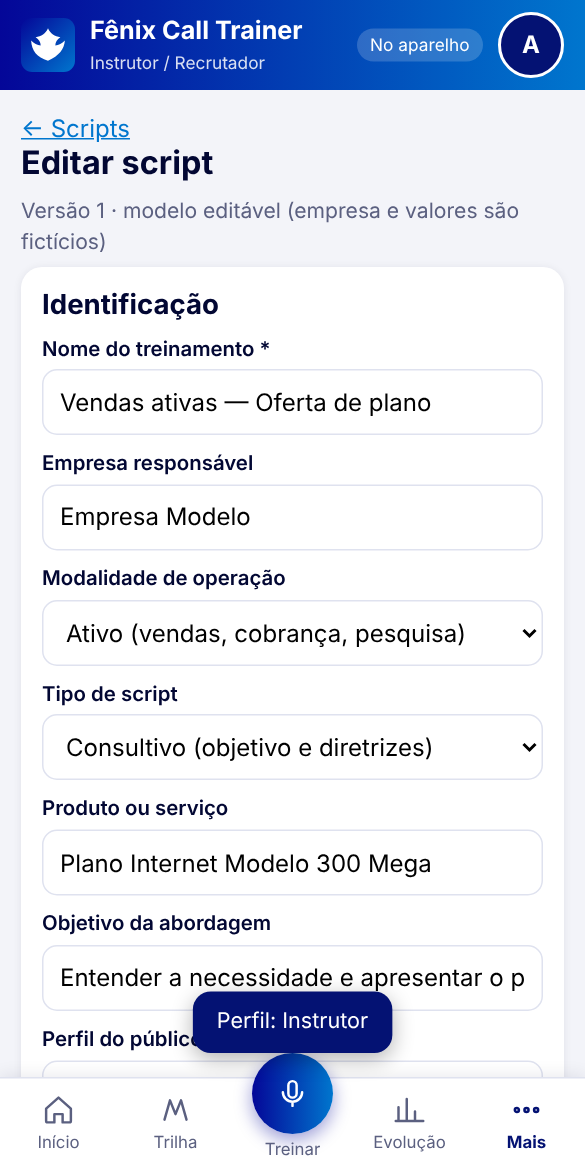 Fênix Call Trainer
Instrutor / Recrutador
No aparelho
A
← Scripts
Editar script
Versão 1 · modelo editável (empresa e valores são
fictícios)
Identificação
Nome do treinamento *
Vendas ativas — Oferta de plano
Empresa responsável
Empresa Modelo
Modalidade de operação
Ativo (vendas, cobrança, pesquisa)
Tipo de script
Consultivo (objetivo e diretrizes)
Produto ou serviço
Plano Internet Modelo 300 Mega
Objetivo da abordagem
Entender a necessidade e apresentar o p
Perfil do público
Perfil: Instrutor
Início
Trilha
Treinar
Evolução
Mais